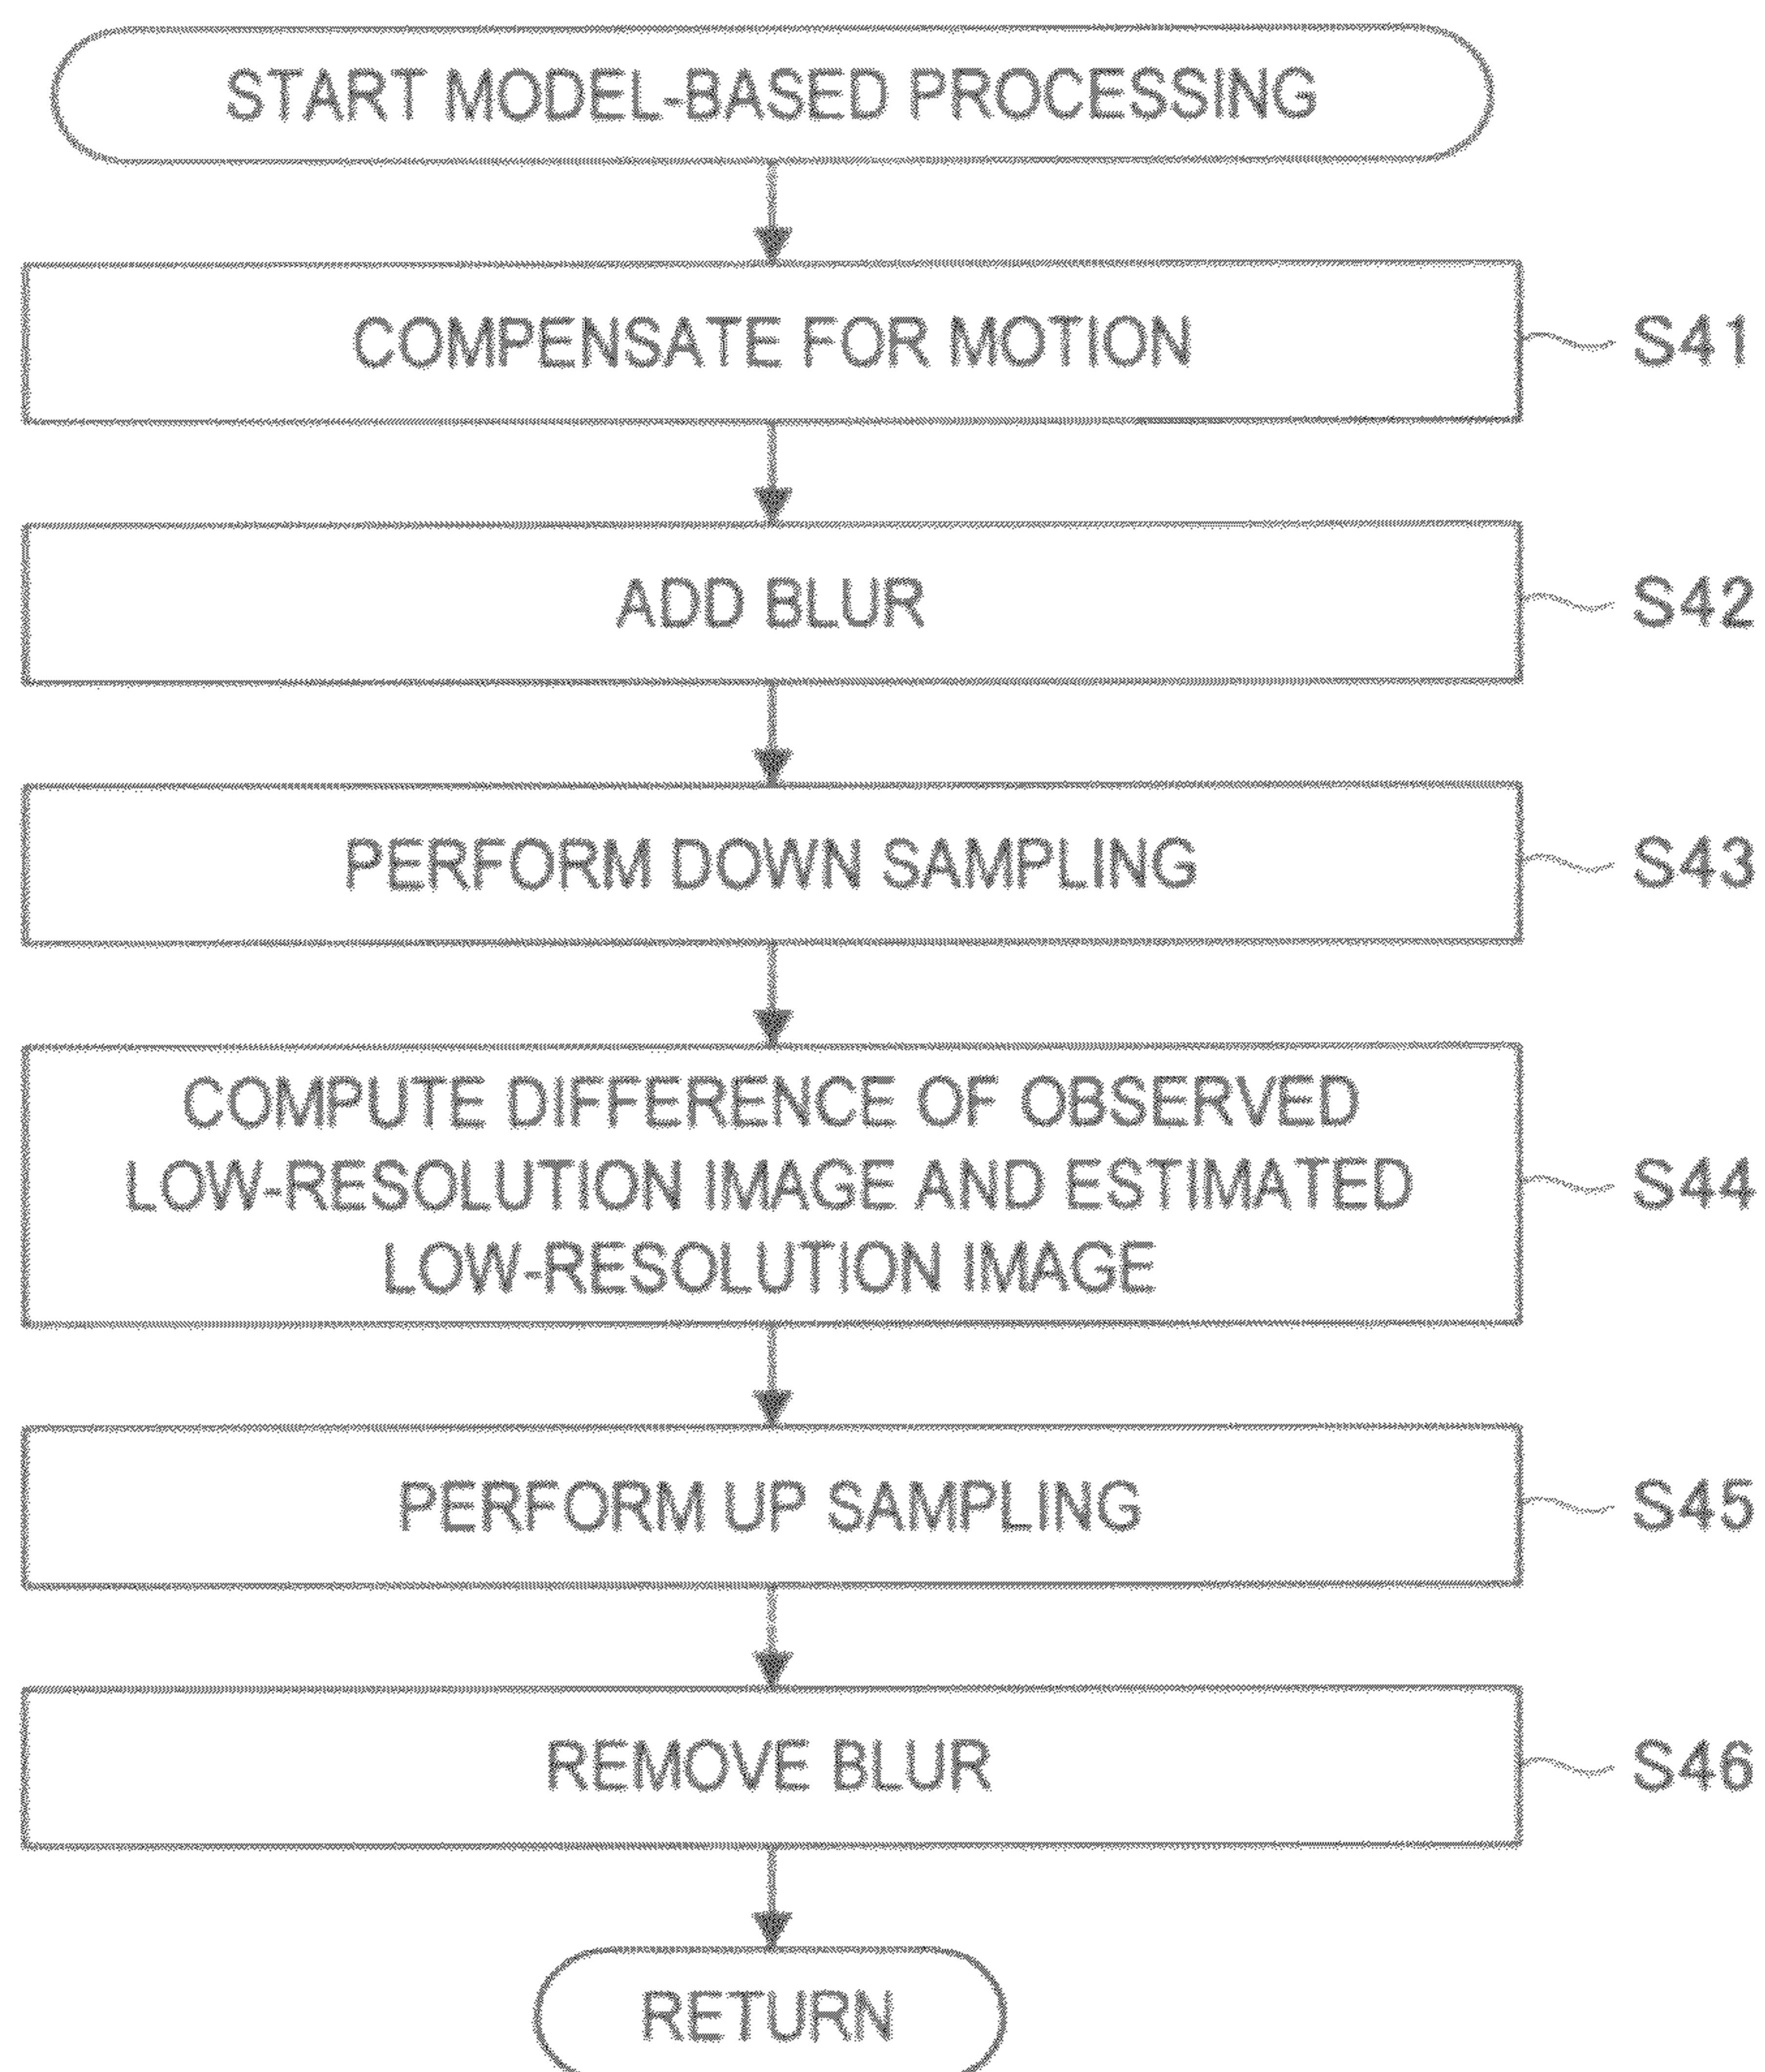 START MODEL-BASED PROCESSING
COMPENSATE FOR MOTION
S41
ADD BLUR
S42
PERFORM DOWN SAMPLING
S43
COMPUTE DIFFERENCE OF OBSERVED
LOW-RESOLUTION IMAGE AND ESTIMATED
LOW-RESOLUTION IMAGE
S44
PERFORM UP SAMPLING
S45
REMOVE BLUR
S46
RETURN